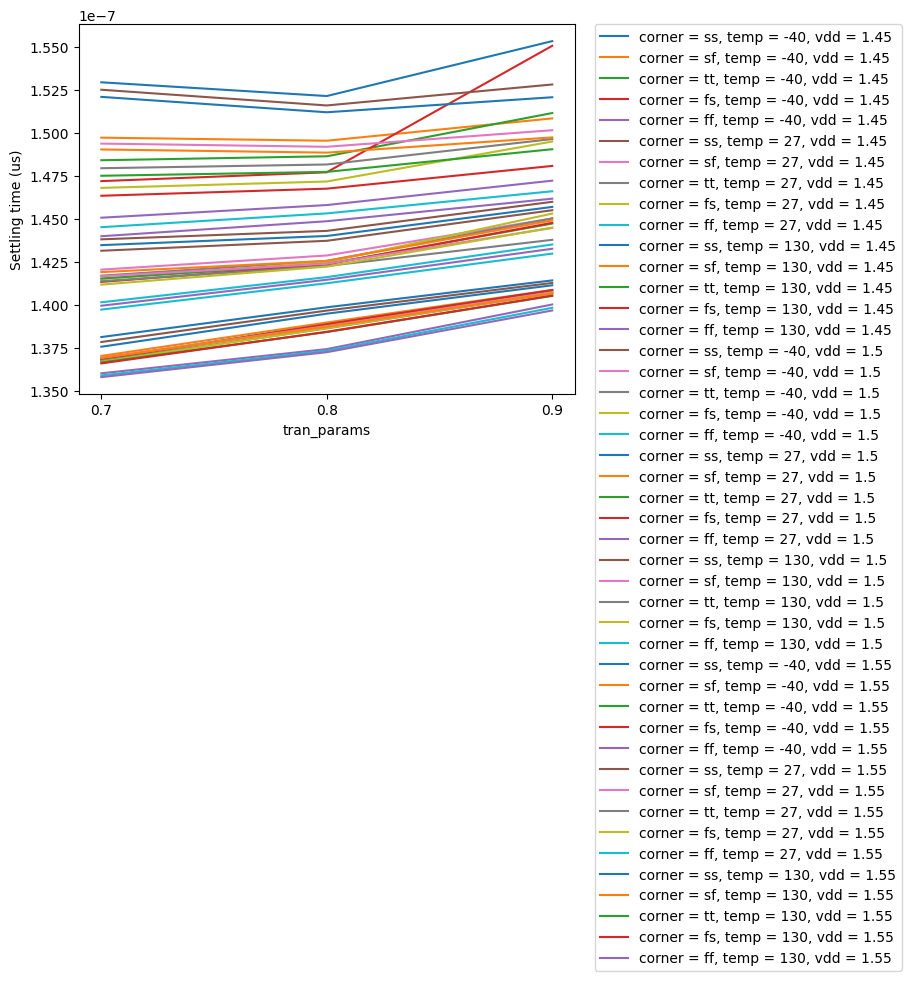 1e−7
1.550
1.525
1.500
1.475
1.450
1.425
1.400
1.375
1.350
Settling time (us)
0.7 0.8 0.9
tran_params
corner = ss, temp = -40, vdd = 1.45
corner = sf, temp = -40, vdd = 1.45
corner = tt, temp = -40, vdd = 1.45
corner = fs, temp = -40, vdd = 1.45
corner = ff, temp = -40, vdd = 1.45
corner = ss, temp = 27, vdd = 1.45
corner = sf, temp = 27, vdd = 1.45
corner = tt, temp = 27, vdd = 1.45
corner = fs, temp = 27, vdd = 1.45
corner = ff, temp = 27, vdd = 1.45
corner = ss, temp = 130, vdd = 1.45
corner = sf, temp = 130, vdd = 1.45
corner = tt, temp = 130, vdd = 1.45
corner = fs, temp = 130, vdd = 1.45
corner = ff, temp = 130, vdd = 1.45
corner = ss, temp = -40, vdd = 1.5
corner = sf, temp = -40, vdd = 1.5
corner = tt, temp = -40, vdd = 1.5
corner = fs, temp = -40, vdd = 1.5
corner = ff, temp = -40, vdd = 1.5
corner = ss, temp = 27, vdd = 1.5
corner = sf, temp = 27, vdd = 1.5
corner = tt, temp = 27, vdd = 1.5
corner = fs, temp = 27, vdd = 1.5
corner = ff, temp = 27, vdd = 1.5
corner = ss, temp = 130, vdd = 1.5
corner = sf, temp = 130, vdd = 1.5
corner = tt, temp = 130, vdd = 1.5
corner = fs, temp = 130, vdd = 1.5
corner = ff, temp = 130, vdd = 1.5
corner = ss, temp = -40, vdd = 1.55
corner = sf, temp = -40, vdd = 1.55
corner = tt, temp = -40, vdd = 1.55
corner = fs, temp = -40, vdd = 1.55
corner = ff, temp = -40, vdd = 1.55
corner = ss, temp = 27, vdd = 1.55
corner = sf, temp = 27, vdd = 1.55
corner = tt, temp = 27, vdd = 1.55
corner = fs, temp = 27, vdd = 1.55
corner = ff, temp = 27, vdd = 1.55
corner = ss, temp = 130, vdd = 1.55
corner = sf, temp = 130, vdd = 1.55
corner = tt, temp = 130, vdd = 1.55
corner = fs, temp = 130, vdd = 1.55
corner = ff, temp = 130, vdd = 1.55